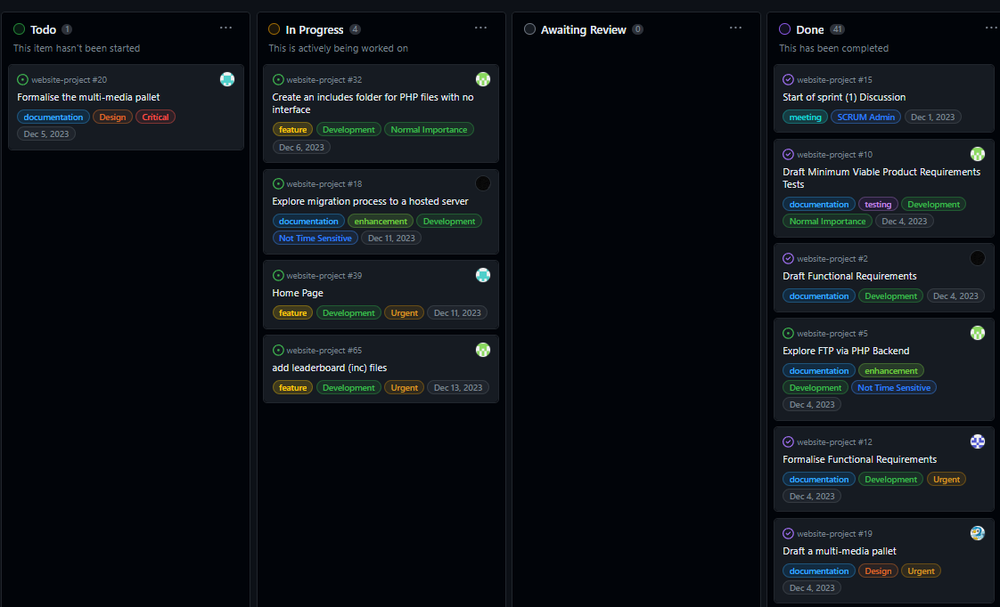 Todo 1
This item hasn't been started
website-project #20
Formalise the multi-media pallet
documentation Design Critical
Dec 5, 2023
In Progress 4
This is actively being worked on
website-project #32
Create an includes folder for PHP files with no
interface
feature Development Normal Importance
Dec 6, 2023
website-project #18
Explore migration process to a hosted server
documentation enhancement Development
Not Time Sensitive Dec 11, 2023
website-project #39
Home Page
feature Development Urgent Dec 11, 2023
website-project #65
add leaderboard (inc) files
feature Development Urgent Dec 13, 2023
Awaiting Review 0
Done 41
This has been completed
website-project #15
Start of sprint (1) Discussion
meeting SCRUM Admin Dec 1, 2023
website-project #10
Draft Minimum Viable Product Requirements
Tests
documentation testing Development
Normal Importance Dec 4, 2023
website-project #2
Draft Functional Requirements
documentation Development Dec 4, 2023
website-project #5
Explore FTP via PHP Backend
documentation enhancement
Development Not Time Sensitive
Dec 4, 2023
website-project #12
Formalise Functional Requirements
documentation Development Urgent
Dec 4, 2023
website-project #19
Draft a multi-media pallet
documentation Design Urgent
Dec 4, 2023